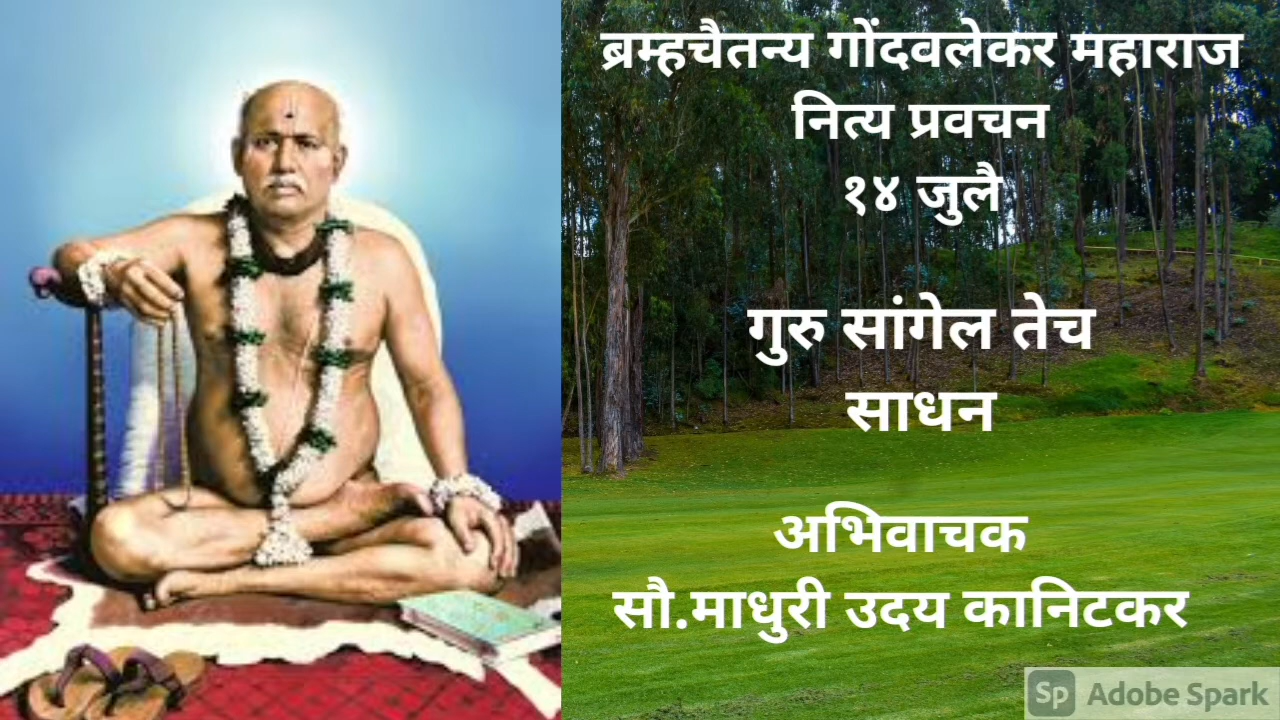 ब्रम्हचैतन्य गोंदवलेकर महाराज
नित्य प्रवचन
१४ जुलै
गुरु सांगेल तेच
साधन
अभिवाचक
सौ.माधुरी उदय कानिटकर
Sp Adobe Spark